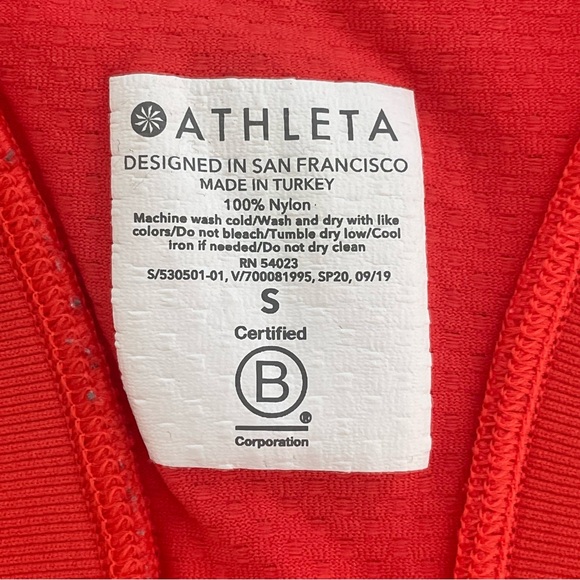 ATHLETA
DESIGNED IN SAN FRANCISCO
MADE IN TURKEY
100% Nylon
Machine wash cold/Wash and dry with like
colors/Do not bleach/Tumble dry low/Cool
iron if needed/Do not dry clean
RN 54023
S/530501-01, V/700081995, SP20, 09/19
S
Certified
B
®
Corporation